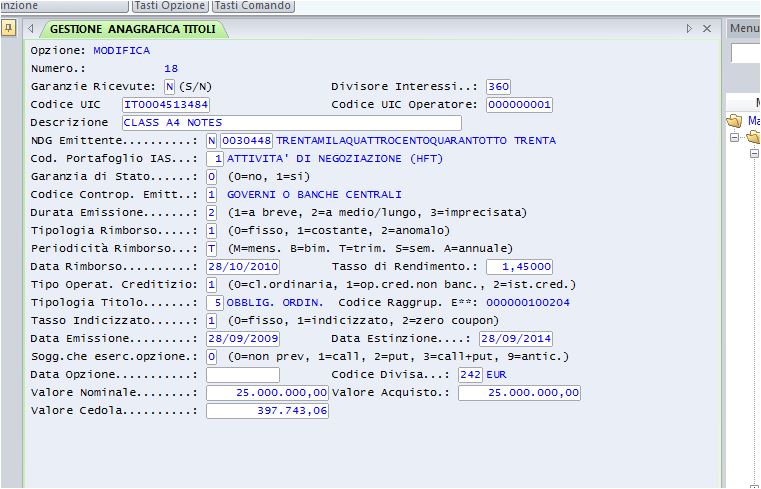 nzione Tasti Opzione Tasti Comando
GESTIONE ANAGRAFICA TITOLI
Menu
Opzione: MODIFICA
Numero.: 18
Garanzie Ricevute: N (S/N) Divisore Interessi..: 360
Codice UIC IT0004513484 Codice UIC Operatore: 000000001
Descrizione CLASS A4 NOTES
NDG Emittente..........: N 0030448 TRENTAMILAQUATTROCENTOQUARANTOTTO TRENTA
Cod. Portafoglio IAS...: 1 ATTIVITA' DI NEGOZIAZIONE (HFT)
Garanzia di Stato......: 0 (0=no, 1=si)
Codice Controp. Emitt..: 1 GOVERNI O BANCHE CENTRALI
Durata Emissione.......: 2 (1=a breve, 2=a medio/lungo, 3=imprecisata)
Tipologia Rimborso.....: 1 (0=fisso, 1=costante, 2=anomalo)
Periodicità Rimborso...: T (M=mens. B=bim. T=trim. S=sem. A=annuale)
Data Rimborso..........: 28/10/2010 Tasso di Rendimento.: 1,45000
Tipo Operat. Creditizio: 1 (0=cl.ordinaria, 1=op.cred.non banc., 2=ist.cred.)
Tipologia Titolo.......: 5 OBBLIG. ORDIN. Codice Raggrup. E**: 000000100204
Tasso Indicizzato......: 1 (0=fisso, 1=indicizzato, 2=zero coupon)
Data Emissione.........: 28/09/2009 Data Estinzione....: 28/09/2014
Sogg.che eserc.opzione.: 0 (0=non prev, 1=call, 2=put, 3=call+put, 9=antic.)
Data Opzione...........: Codice Divisa...: 242 EUR
Valore Nominale........: 25.000.000,00 Valore Acquisto.: 25.000.000,00
Valore Cedola..........: 397.743,06
M
Ma